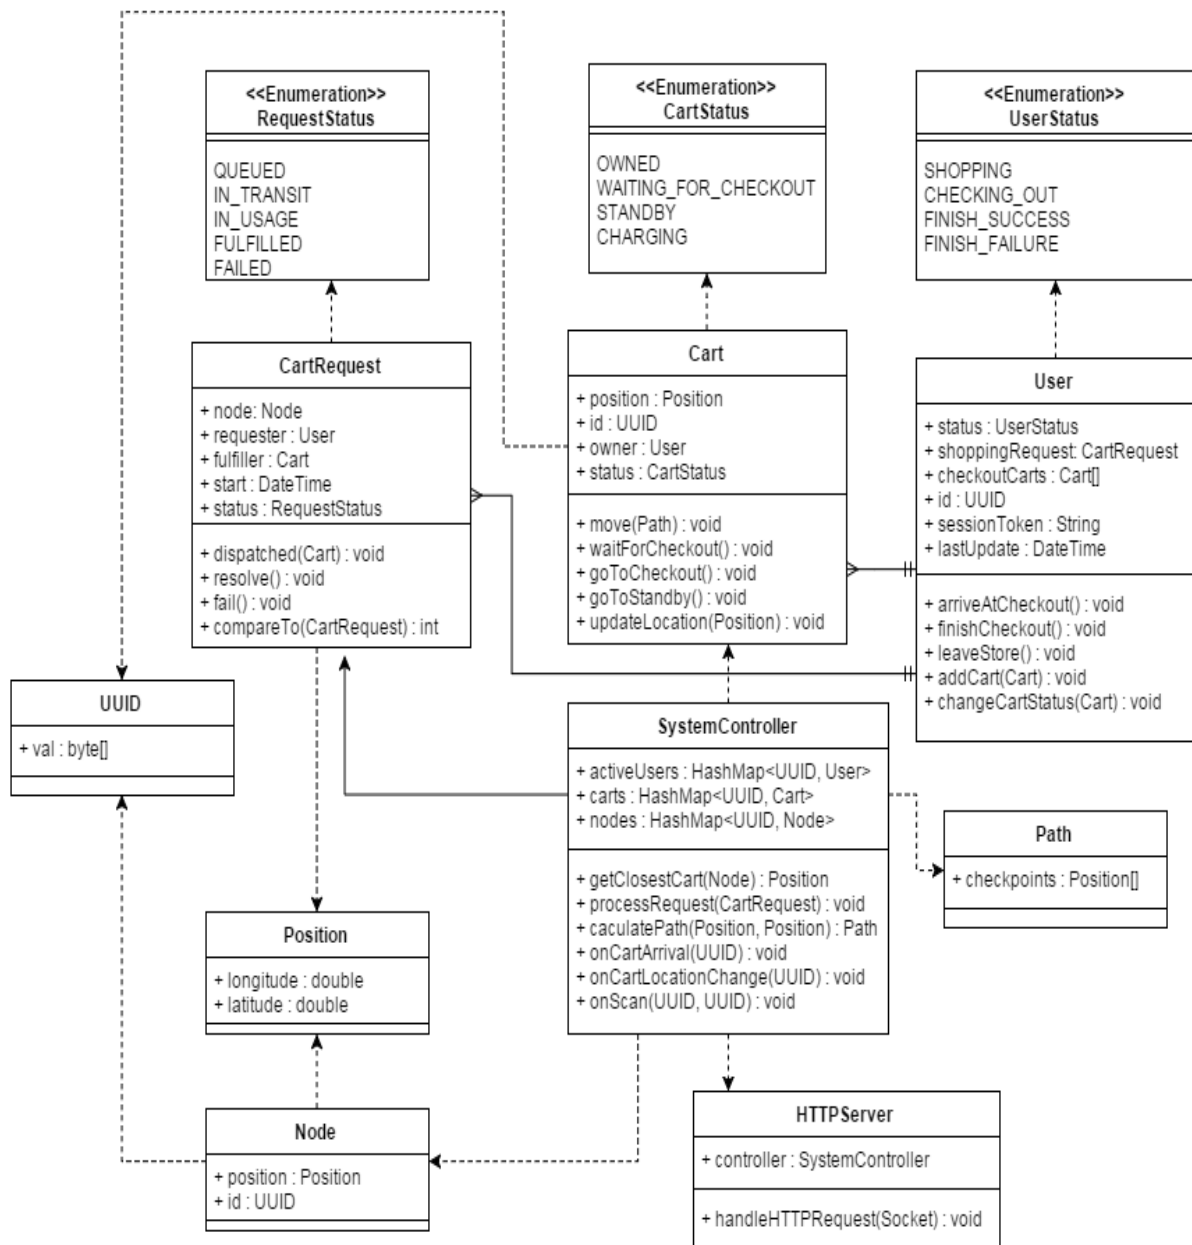 <<Enumeration>>
RequestStatus
QUEUED
IN_TRANSIT
IN_USAGE
FULFILLED
FAILED
<<Enumeration>>
CartStatus
OWNED
WAITING_FOR_CHECKOUT
STANDBY
CHARGING
<<Enumeration>>
UserStatus
SHOPPING
CHECKING_OUT
FINISH_SUCCESS
FINISH_FAILURE
CartRequest
+ node: Node
+ requester : User
+ fulfiller : Cart
+ start : DateTime
+ status : RequestStatus
+ dispatched(Cart) : void
+ resolve() : void
+ fail() : void
+ compareTo(CartRequest) : int
Cart
+ position : Position
+ id : UUID
+ owner : User
+ status : CartStatus
+ move(Path) : void
+ waitForCheckout() : void
+ goToCheckout() : void
+ goToStandby() : void
+ updateLocation(Position) : void
User
+ status : UserStatus
+ shoppingRequest: CartRequest
+ checkoutCarts : Cart[]
+ id : UUID
+ sessionToken : String
+ lastUpdate : DateTime
+ arriveAtCheckout() : void
+ finishCheckout() : void
+ leaveStore() : void
+ addCart(Cart) : void
+ changeCartStatus(Cart) : void
UUID
+ val : byte[]
SystemController
+ activeUsers : HashMap<UUID, User>
+ carts : HashMap<UUID, Cart>
+ nodes : HashMap<UUID, Node>
+ getClosestCart(Node) : Position
+ processRequest(CartRequest) : void
+ caculatePath(Position, Position) : Path
+ onCartArrival(UUID) : void
+ onCartLocationChange(UUID) : void
+ onScan(UUID, UUID) : void
Path
+ checkpoints : Position[]
Position
+ longitude : double
+ latitude : double
Node
+ position : Position
+ id : UUID
HTTPServer
+ controller : SystemController
+ handleHTTPRequest(Socket) : void